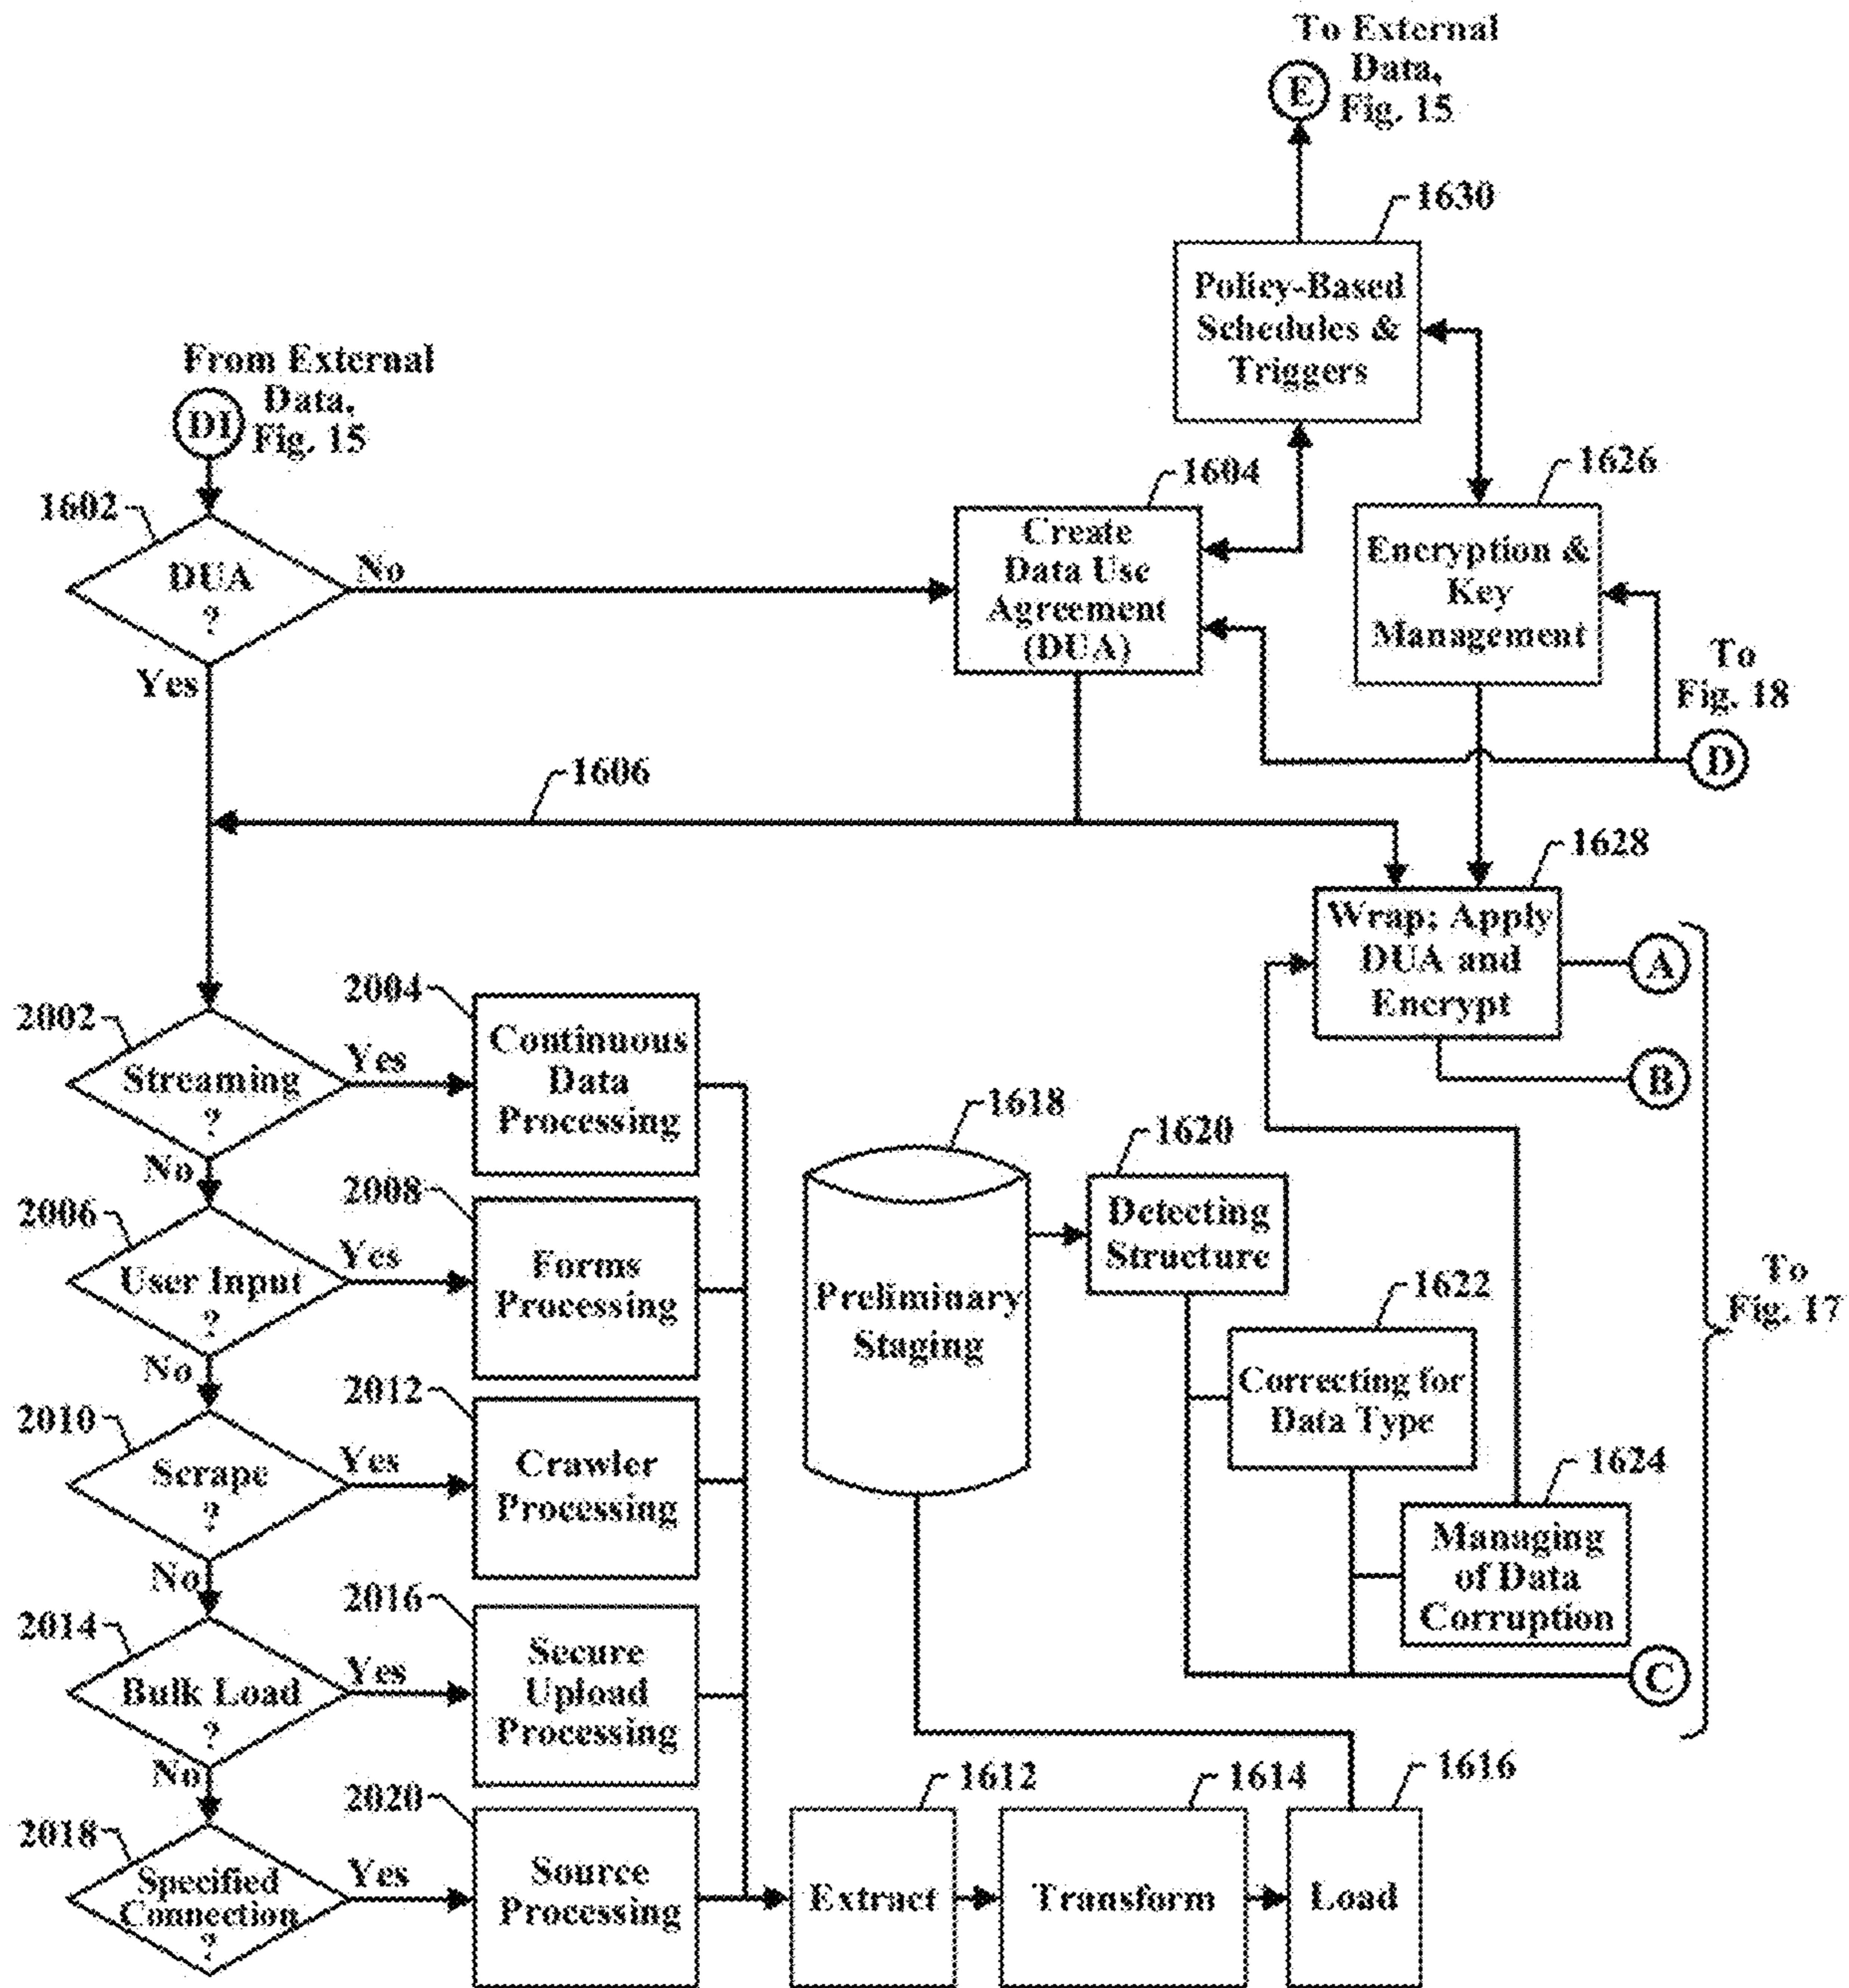 To External
Data,
Fig. 15
E
1630
Policy-Based
Schedules &
Triggers
From External
Data,
Fig. 15
DI
1602
DUA
?
No
Yes
1604
Create
Data Use
Agreement
(DUA)
1626
Encryption &
Key
Management
To
Fig. 18
D
1606
1628
Wrap; Apply
DUA and
Encrypt
A
B
2002
Streaming
?
Yes
No
2004
Continuous
Data
Processing
2006
User Input
?
Yes
No
2008
Forms
Processing
2010
Scrape
?
Yes
No
2012
Crawler
Processing
2014
Bulk Load
?
Yes
No
2016
Secure
Upload
Processing
2018
Specified
Connection
?
Yes
2020
Source
Processing
1618
Preliminary
Staging
1620
Detecting
Structure
1622
Correcting for
Data Type
1624
Managing
of Data
Corruption
C
To
Fig. 17
1612
Extract
1614
Transform
1616
Load